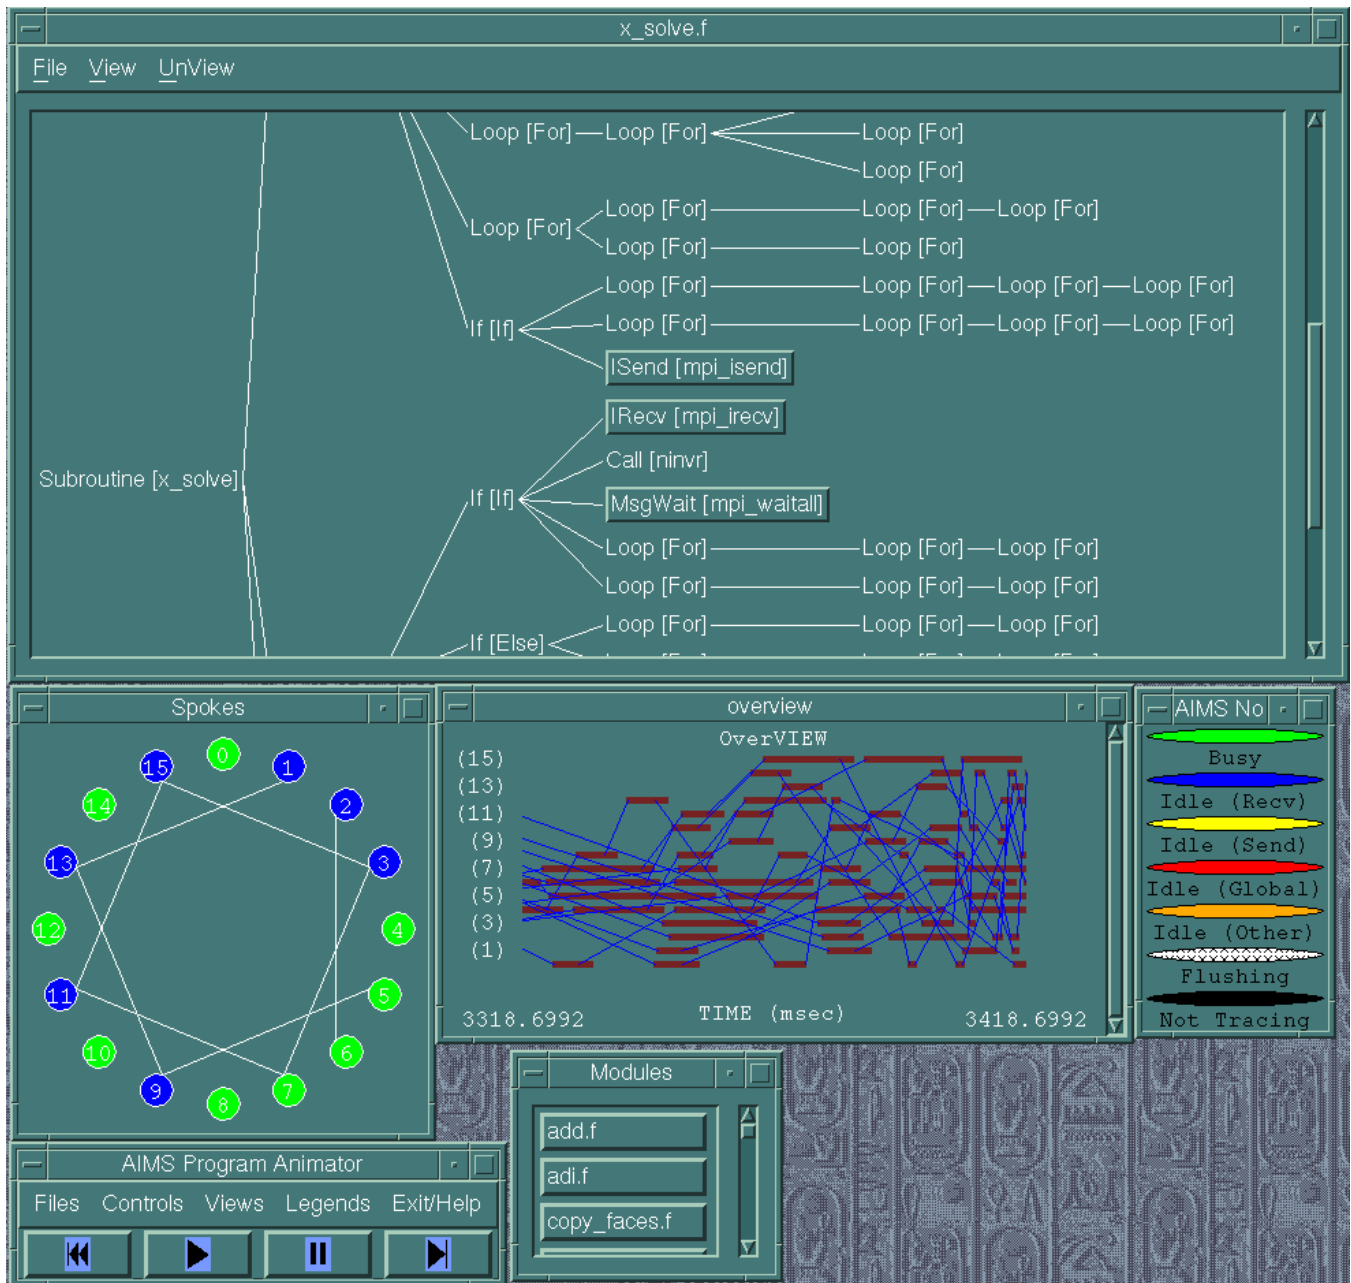 x_solve.f
File View UnView
Loop [For] Loop [For] Loop [For]
Loop [For]
Loop [For] Loop [For] Loop [For]
Loop [For]
Loop [For] Loop [For]
Loop [For] Loop [For] Loop [For] Loop [For]
If [If]
Loop [For] Loop [For] Loop [For] Loop [For]
ISend [mpi_isend]
IRecv [mpi_irecv]
Call [ninvr]
Subroutine [x_solve]
If [If]
MsgWait [mpi_waitall]
Loop [For] Loop [For] Loop [For]
Loop [For] Loop [For] Loop [For]
Loop [For] Loop [For] Loop [For]
If [Else]
Spokes
0
15 1
14 2
13 3
12 4
11 5
10 6
9 7
8
overview
OverVIEW
(15)
(13)
(11)
(9)
(7)
(5)
(3)
(1)
3318.6992 TIME (msec) 3418.6992
AIMS No
Busy
Idle (Recv)
Idle (Send)
Idle (Global)
Idle (Other)
Flushing
Not Tracing
Modules
add.f
adi.f
copy_faces.f
AIMS Program Animator
Files Controls Views Legends Exit/Help